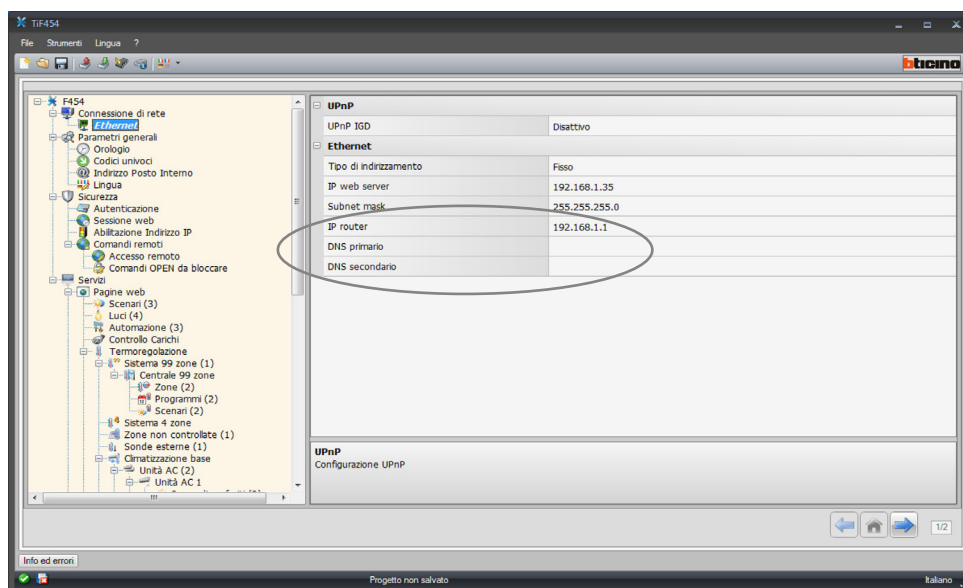 TiF454
File Strumenti Lingua ?
bticino
F454
Connessione di rete
Ethernet
Parametri generali
Orologio
Codici univoci
Indirizzo Posto Interno
Lingua
Sicurezza
Autenticazione
Sessione web
Abilitazione Indirizzo IP
Comandi remoti
Accesso remoto
Comandi OPEN da bloccare
Servizi
Pagine web
Scenari (3)
Luci (4)
Automazione (3)
Controllo Carichi
Termoregolazione
Sistema 99 zone (1)
Centrale 99 zone
Zone (2)
Programmi (2)
Scenari (2)
Sistema 4 zone
Zone non controllate (1)
Sonde esterne (1)
Climatizzazione base
Unità AC (2)
Unità AC 1
UPnP
UPnP IGD Disattivo
Ethernet
Tipo di indirizzamento Fisso
IP web server 192.168.1.35
Subnet mask 255.255.255.0
IP router 192.168.1.1
DNS primario
DNS secondario
UPnP
Configurazione UPnP
1/2
Info ed errori
Progetto non salvato Italiano